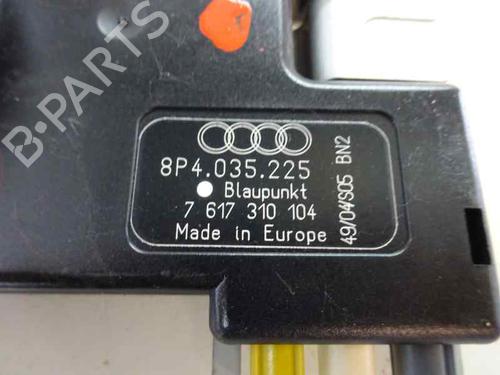 B-PARTS
8P4.035.225
Blaupunkt
7 617 310 104
Made in Europe
49/04/S05 BN2